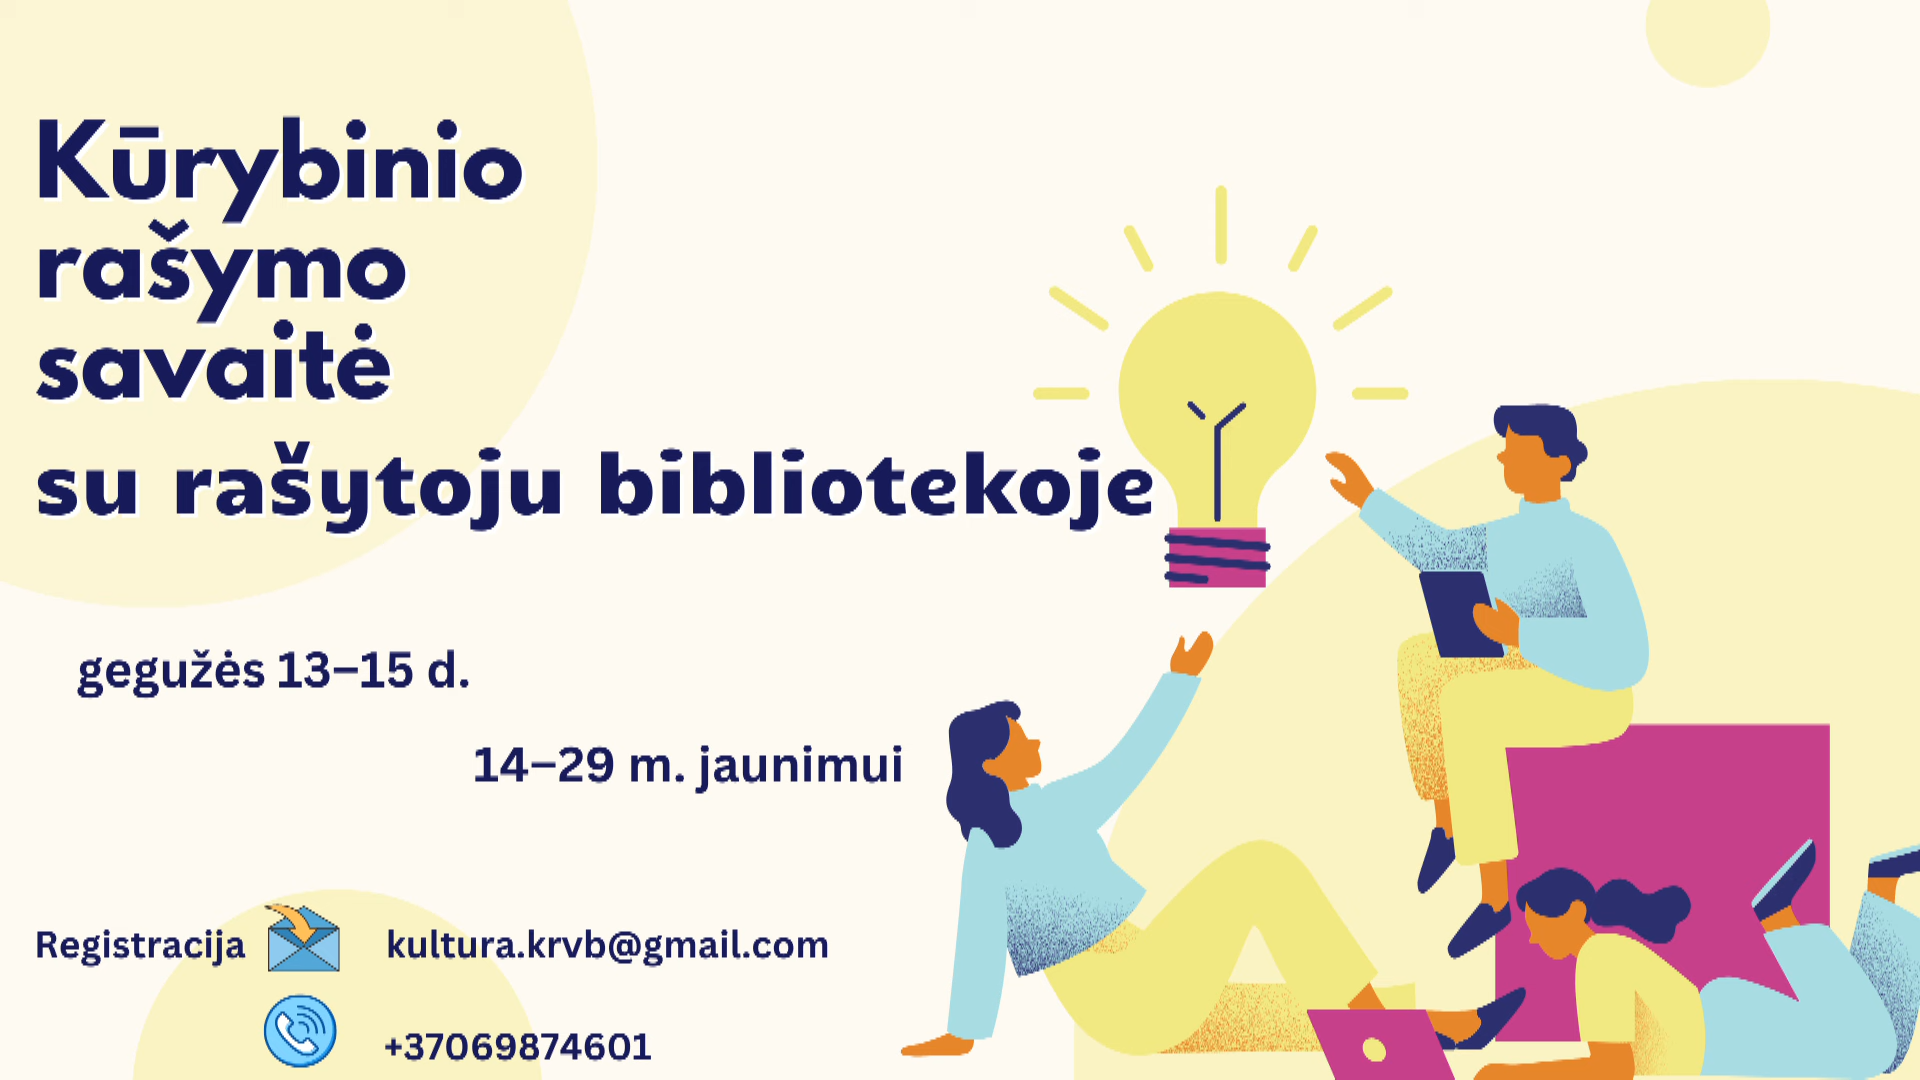 Kūrybinio
rašymo
savaitė
su rašytoju bibliotekoje
gegužės 13–15 d.
14–29 m. jaunimui
Registracija kultura.krvb@gmail.com
+37069874601